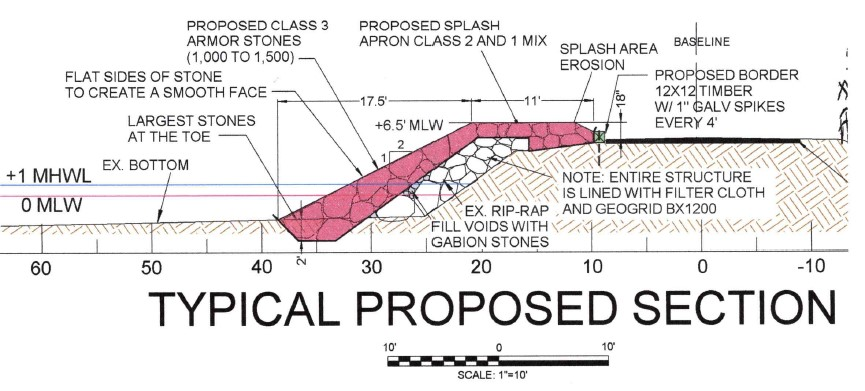 PROPOSED CLASS 3
ARMOR STONES
(1,000 TO 1,500)
PROPOSED SPLASH
APRON CLASS 2 AND 1 MIX
SPLASH AREA
EROSION
BASELINE
FLAT SIDES OF STONE
TO CREATE A SMOOTH FACE
PROPOSED BORDER
12X12 TIMBER
W/ 1" GALV SPIKES
EVERY 4'
17.5'
11'
18"
LARGEST STONES
AT THE TOE
+6.5' MLW
2
1
EX. BOTTOM
+1 MHWL
0 MLW
NOTE: ENTIRE STRUCTURE
IS LINED WITH FILTER CLOTH
AND GEOGRID BX1200
EX. RIP-RAP
FILL VOIDS WITH
GABION STONES
2'
60 50 40 30 20 10 0 -10
TYPICAL PROPOSED SECTION
10' 0 10'
SCALE: 1"=10'